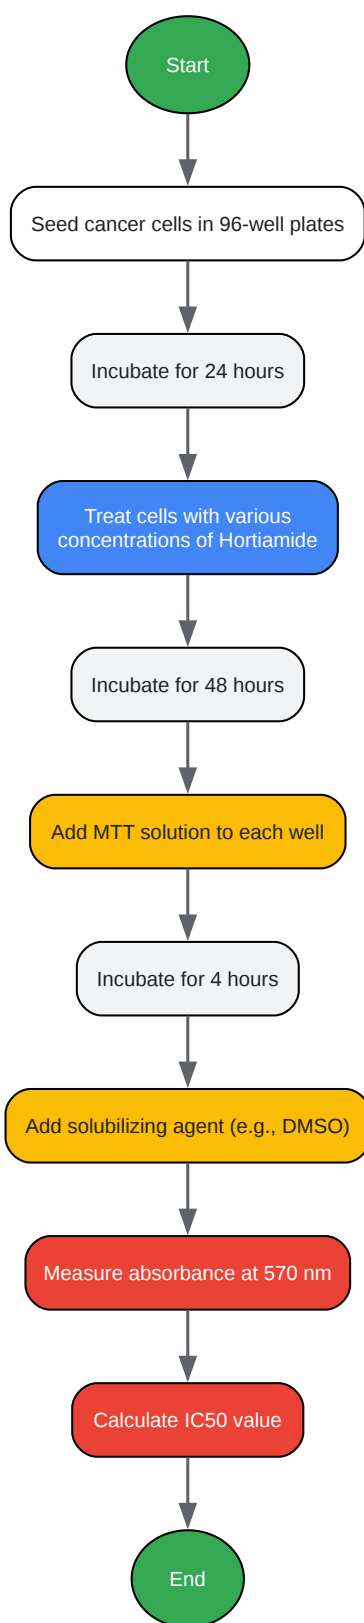 Start
Seed cancer cells in 96-well plates
Incubate for 24 hours
Treat cells with various
concentrations of Hortiamide
Incubate for 48 hours
Add MTT solution to each well
Incubate for 4 hours
Add solubilizing agent (e.g., DMSO)
Measure absorbance at 570 nm
Calculate IC50 value
End